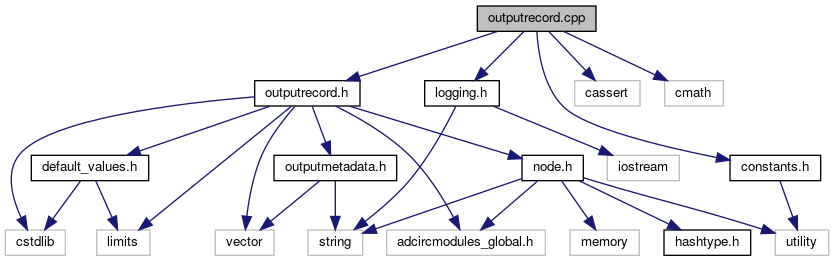 outputrecord.cpp
outputrecord.h
logging.h
cassert
cmath
default_values.h
outputmetadata.h
node.h
iostream
constants.h
cstdlib
limits
vector
string
adcircmodules_global.h
memory
hashtype.h
utility